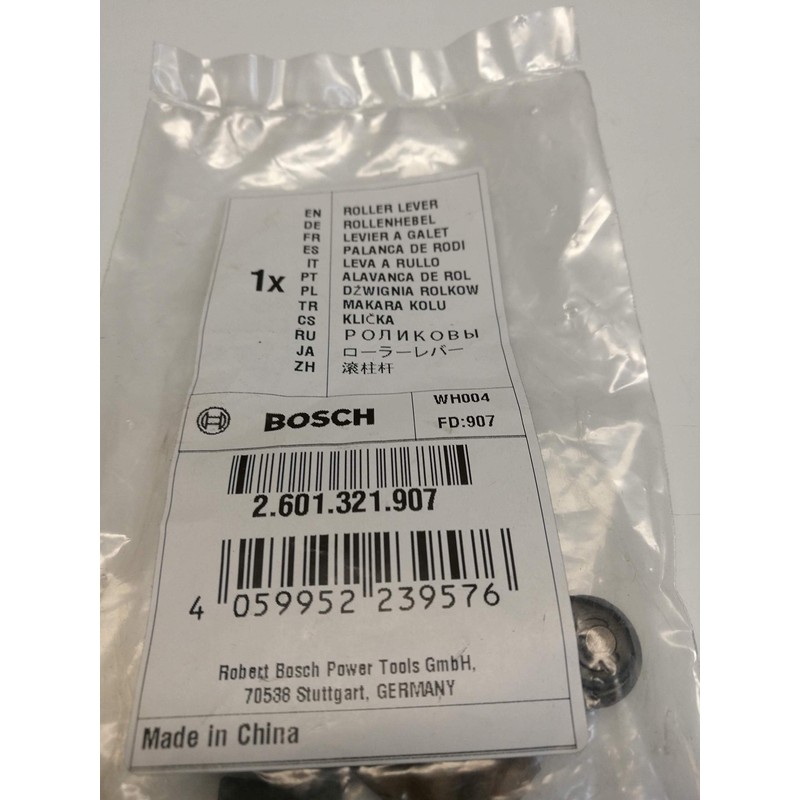 1x
EN ROLLER LEVER
DE ROLLENHEBEL
FR LEVIER A GALET
ES PALANCA DE RODI
IT LEVA A RULLO
PT ALAVANCA DE ROL
PL DŹWIGNIA ROLKOW
TR MAKARA KOLU
CS KLIČKA
RU РОЛИКОВЫ
JA ローラーレバー
ZH 滚柱杆
BOSCH
WH004
FD:907
2.601.321.907
4 059952 239576
Robert Bosch Power Tools GmbH,
70538 Stuttgart, GERMANY
Made in China